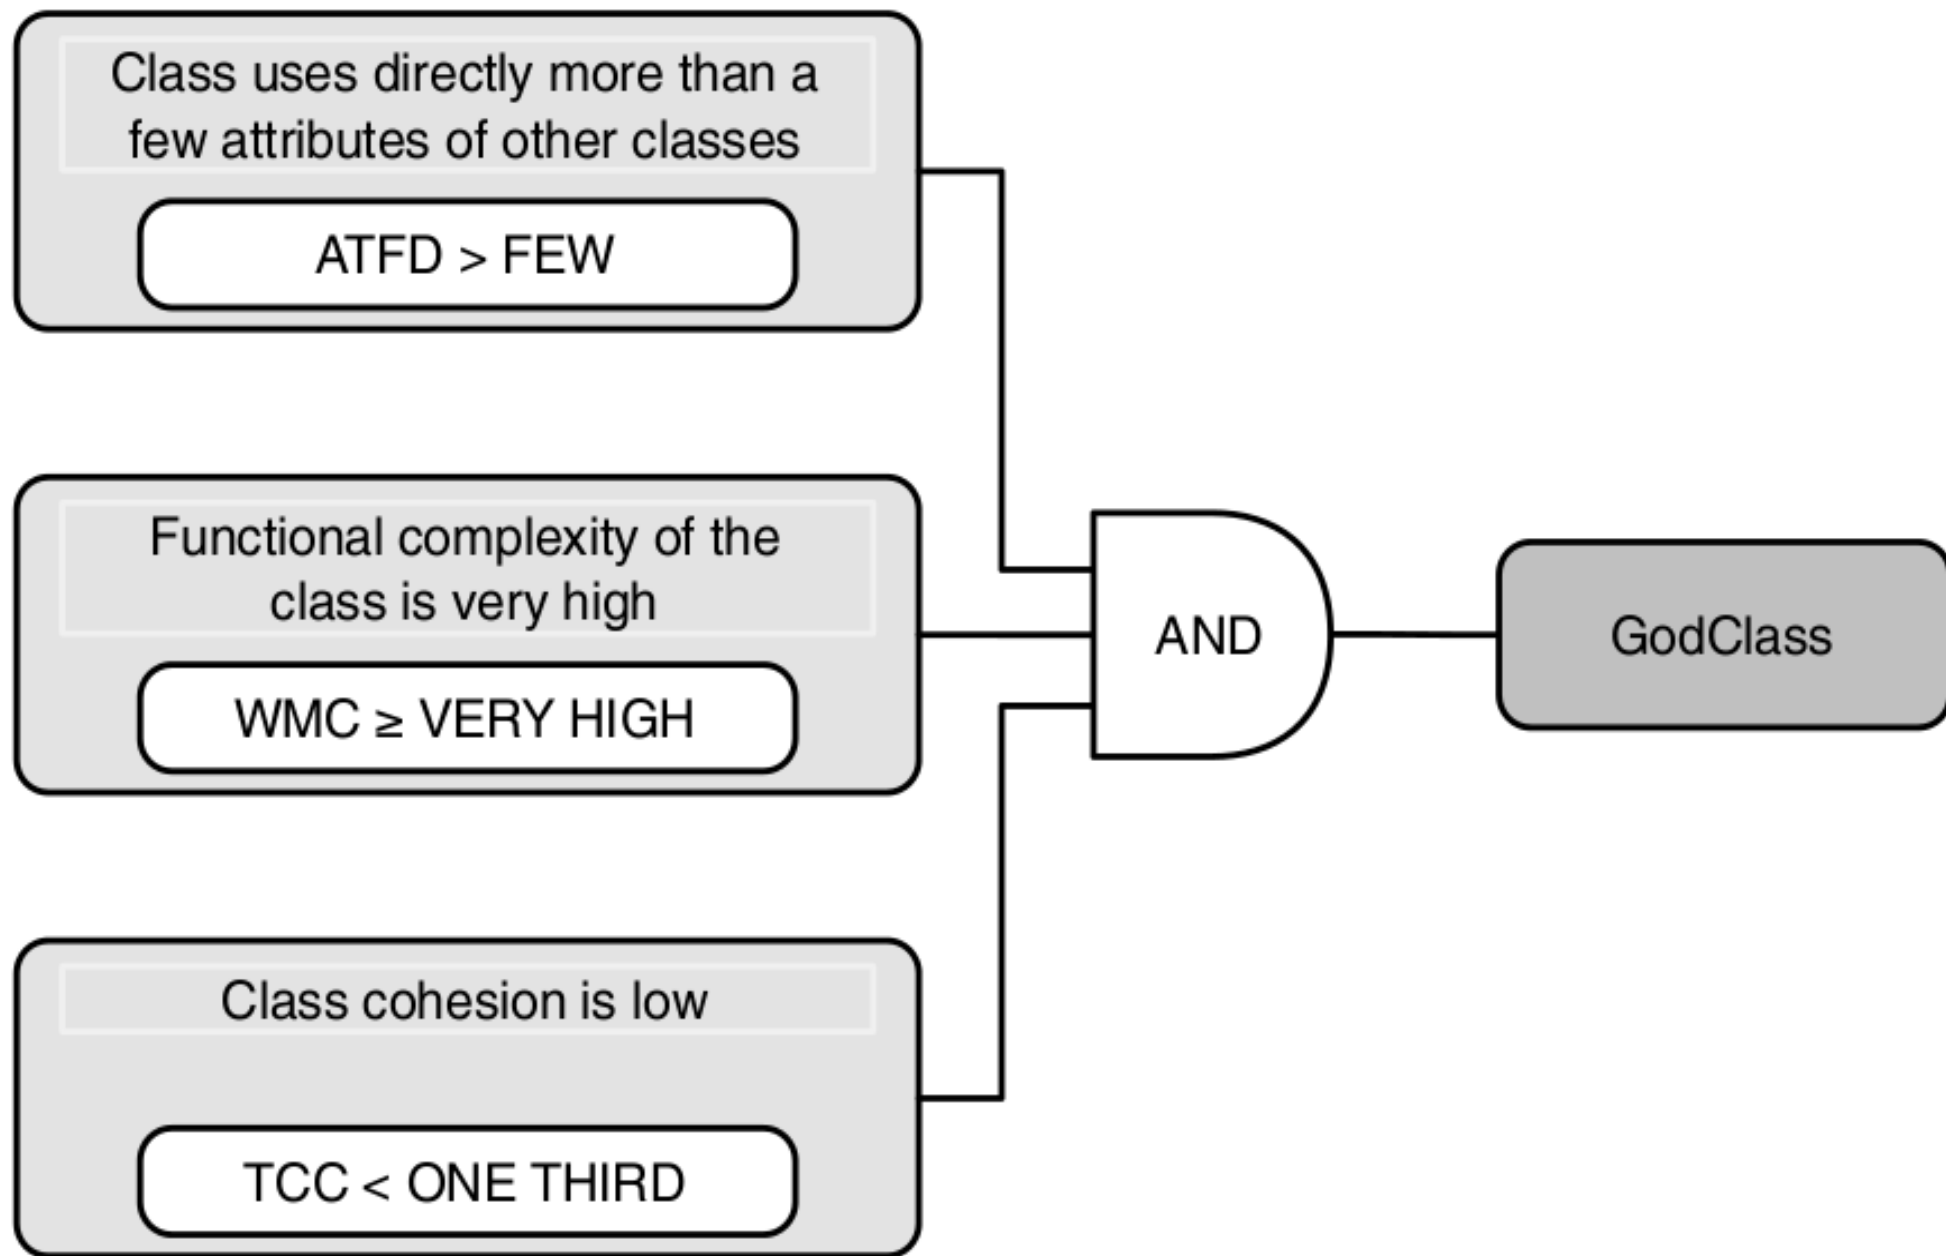 Class uses directly more than a
few attributes of other classes
ATFD > FEW
Functional complexity of the
class is very high
WMC ≥ VERY HIGH
AND
GodClass
Class cohesion is low
TCC < ONE THIRD